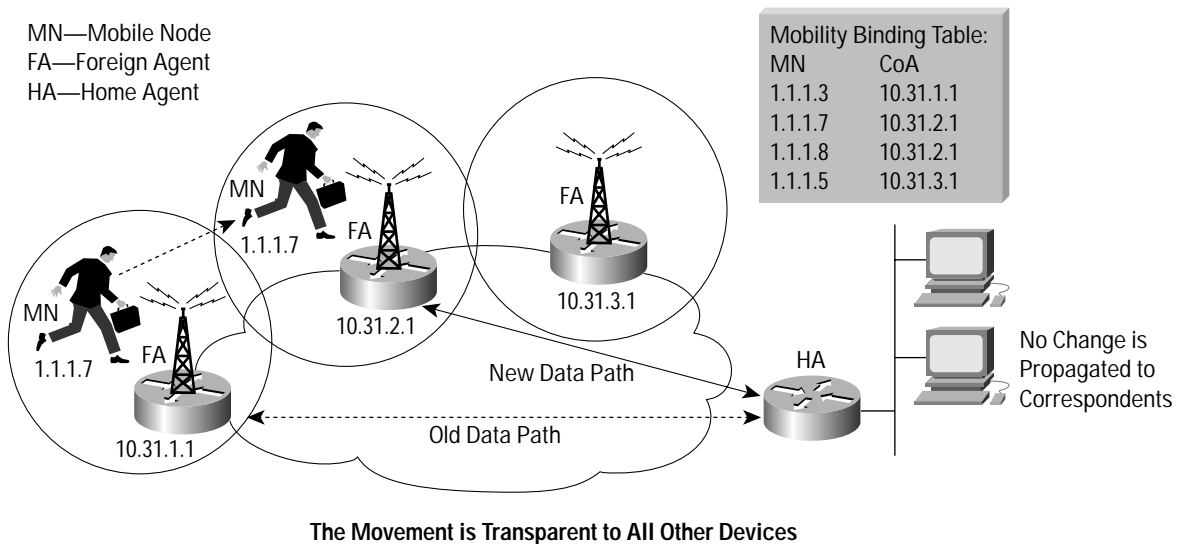 MN—Mobile Node
FA—Foreign Agent
HA—Home Agent
Mobility Binding Table:
MN CoA
1.1.1.3 10.31.1.1
1.1.1.7 10.31.2.1
1.1.1.8 10.31.2.1
1.1.1.5 10.31.3.1
MN
1.1.1.7
FA
10.31.2.1
FA
10.31.3.1
MN
1.1.1.7
FA
10.31.1.1
New Data Path
Old Data Path
HA
No Change is
Propagated to
Correspondents
The Movement is Transparent to All Other Devices